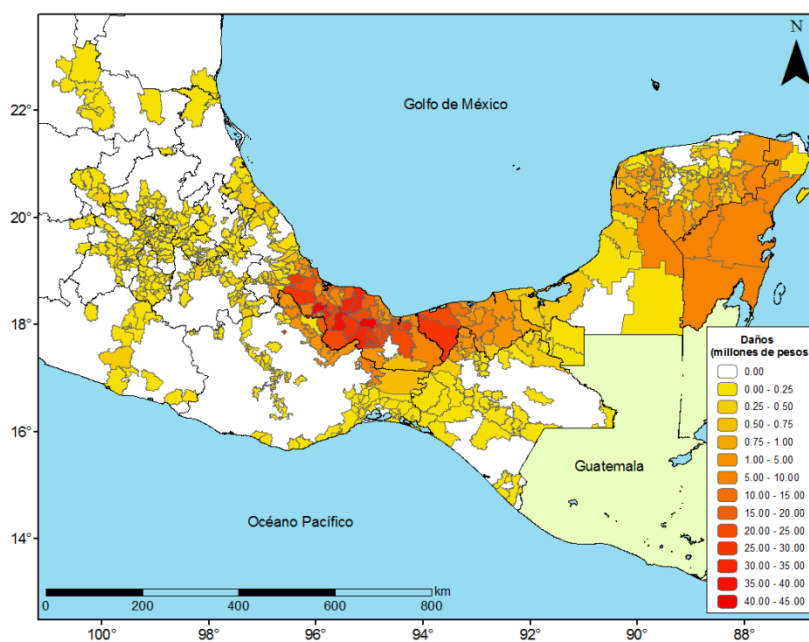 N
22°
Golfo de México
20°
18°
Daños
(millones de pesos)
0.00
0.00 - 0.25
0.25 - 0.50
0.50 - 0.75
0.75 - 1.00
1.00 - 5.00
5.00 - 10.00
10.00 - 15.00
15.00 - 20.00
20.00 - 25.00
25.00 - 30.00
30.00 - 35.00
35.00 - 40.00
40.00 - 45.00
16°
Guatemala
Océano Pacífico
14°
km
0 200 400 600 800
100° 98° 96° 94° 92° 90° 88°